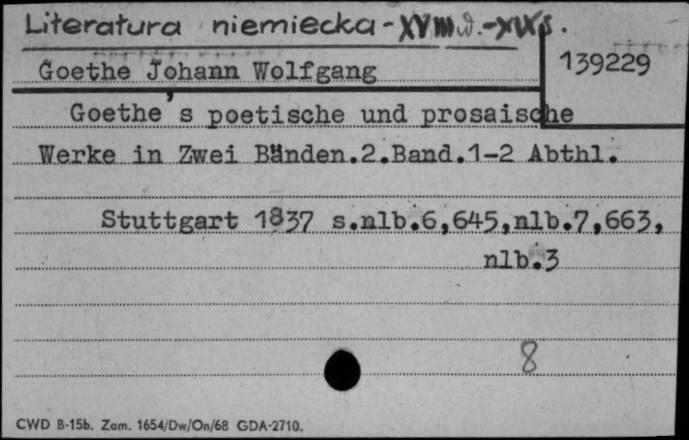 Literatura niemiecka - XVIII w. - XIX s.
Goethe Johann Wolfgang
139229
Goethe's poetische und prosaische
Werke in Zwei Bänden.2.Band.1-2 Abthl.
Stuttgart 1837 s.nlb.6,645,nlb.7,663,
nlb.3
8
CWD B-15b. Zam. 1654/Dw/On/68 GDA-2710.